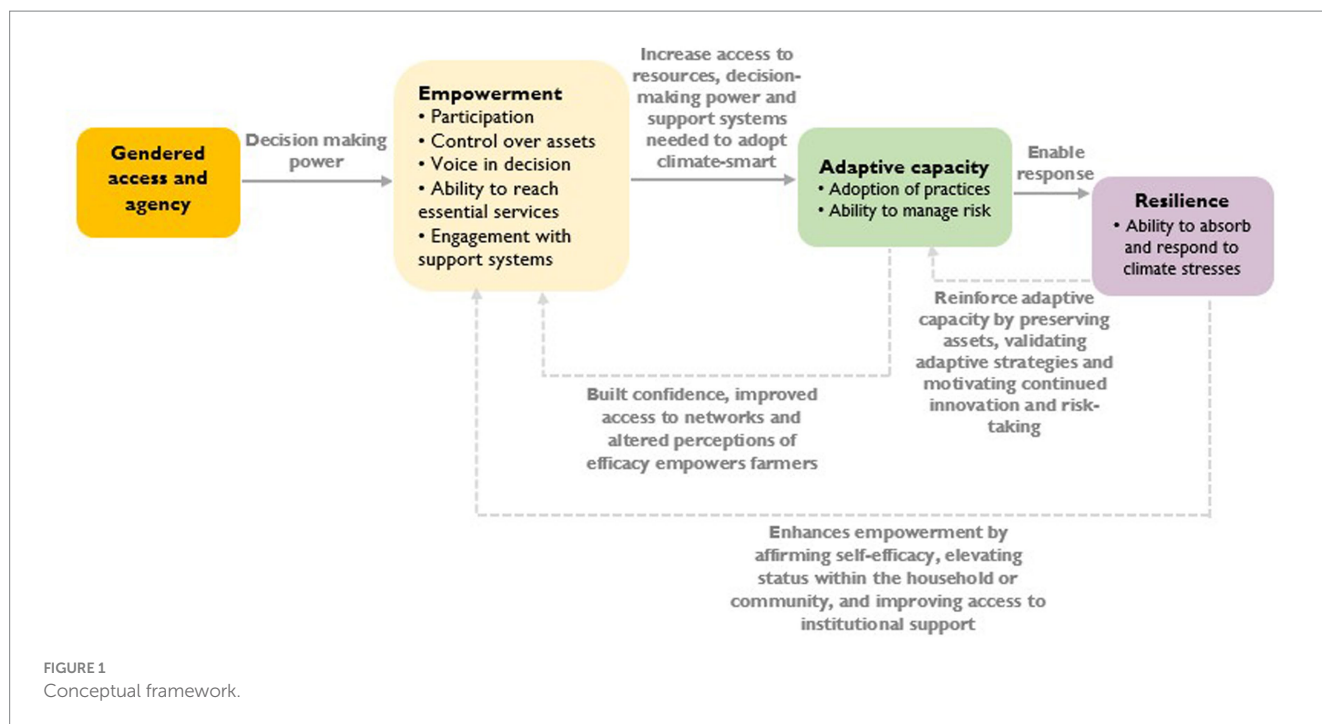 Gendered
access and
agency
Decision making
power
Empowerment
• Participation
• Control over assets
• Voice in decision
• Ability to reach
essential services
• Engagement with
support systems
Increase access to
resources, decision-
making power and
support systems
needed to adopt
climate-smart
Adaptive capacity
• Adoption of practices
• Ability to manage risk
Enable
response
Resilience
• Ability to absorb
and respond to
climate stresses
Reinforce adaptive
capacity by preserving
assets, validating
adaptive strategies and
motivating continued
innovation and risk-
taking
Built confidence, improved
access to networks and
altered perceptions of
efficacy empowers farmers
Enhances empowerment by
affirming self-efficacy, elevating
status within the household or
community, and improving access to
institutional support
FIGURE 1
Conceptual framework.